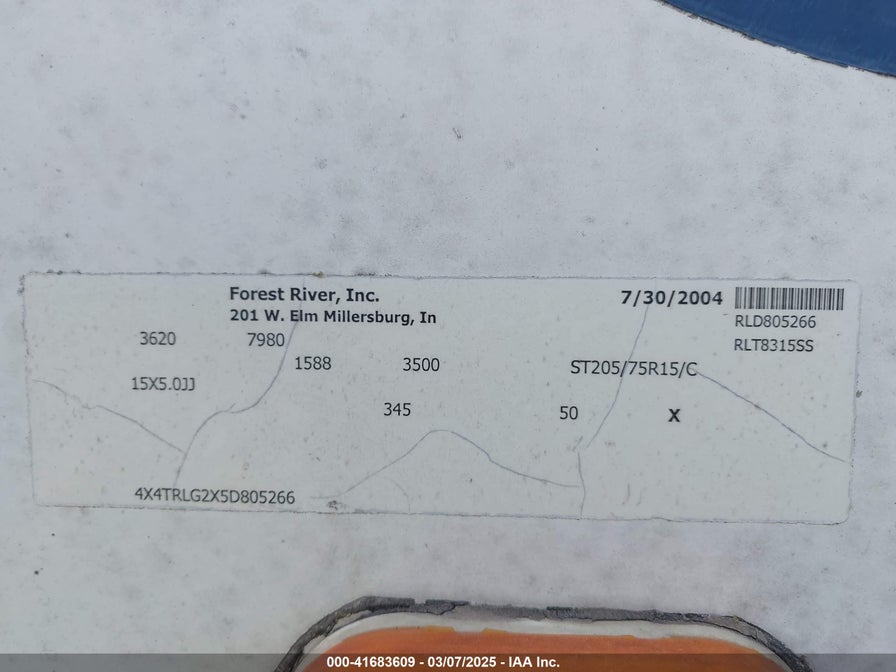 Forest River, Inc.
7/30/2004
201 W. Elm Millersburg, In
RLD805266
3620 7980
RLT8315SS
1588 3500
ST205/75R15/C
15X5.0JJ
345 50 X
4X4TRLG2X5D805266
000-41683609 - 03/07/2025 - IAA Inc.